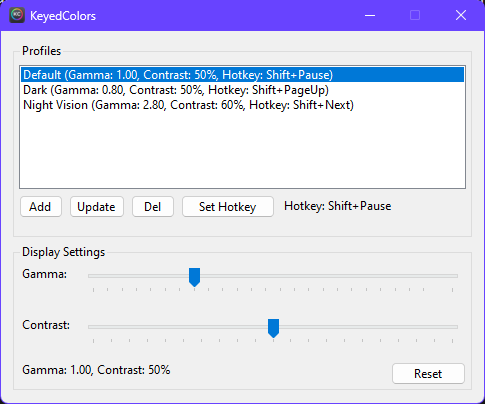 KeyedColors
Profiles
Default (Gamma: 1.00, Contrast: 50%, Hotkey: Shift+Pause)
Dark (Gamma: 0.80, Contrast: 50%, Hotkey: Shift+PageUp)
Night Vision (Gamma: 2.80, Contrast: 60%, Hotkey: Shift+Next)
Add Update Del Set Hotkey Hotkey: Shift+Pause
Display Settings
Gamma:
Contrast:
Gamma: 1.00, Contrast: 50% Reset